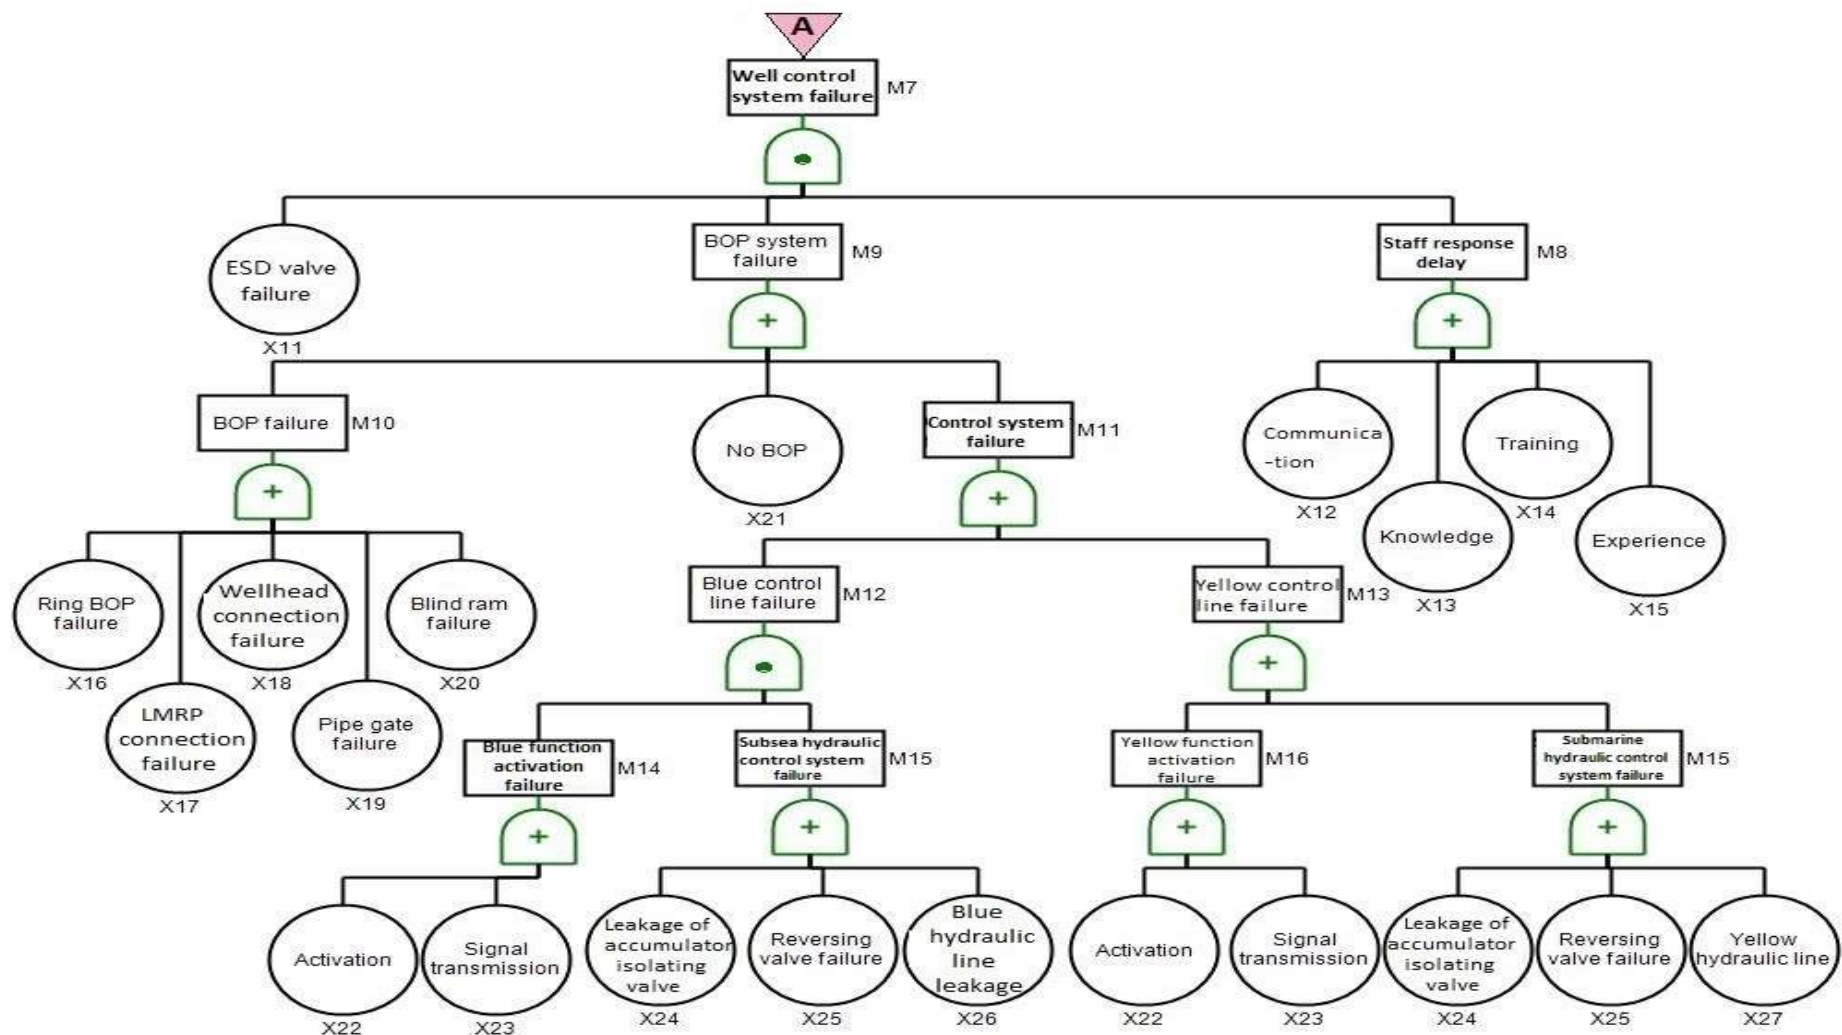 A
Well control
system failure
M7
ESD valve
failure
X11
BOP system
failure
M9
Staff response
delay
M8
BOP failure
M10
No BOP
X21
Control system
failure
M11
Communica
-tion
X12
Knowledge
X13
Training
X14
Experience
X15
Ring BOP
failure
X16
LMRP
connection
failure
X17
Wellhead
connection
failure
X18
Pipe gate
failure
X19
Blind ram
failure
X20
Blue control
line failure
M12
Yellow control
line failure
M13
Blue function
activation
failure
M14
Subsea hydraulic
control system
failure
M15
Yellow function
activation
failure
M16
Submarine
hydraulic control
system failure
M15
Activation
X22
Signal
transmission
X23
Leakage of
accumulator
isolating
valve
X24
Reversing
valve failure
X25
Blue
hydraulic
line
leakage
X26
Activation
X22
Signal
transmission
X23
Leakage of
accumulator
isolating
valve
X24
Reversing
valve failure
X25
Yellow
hydraulic line
X27